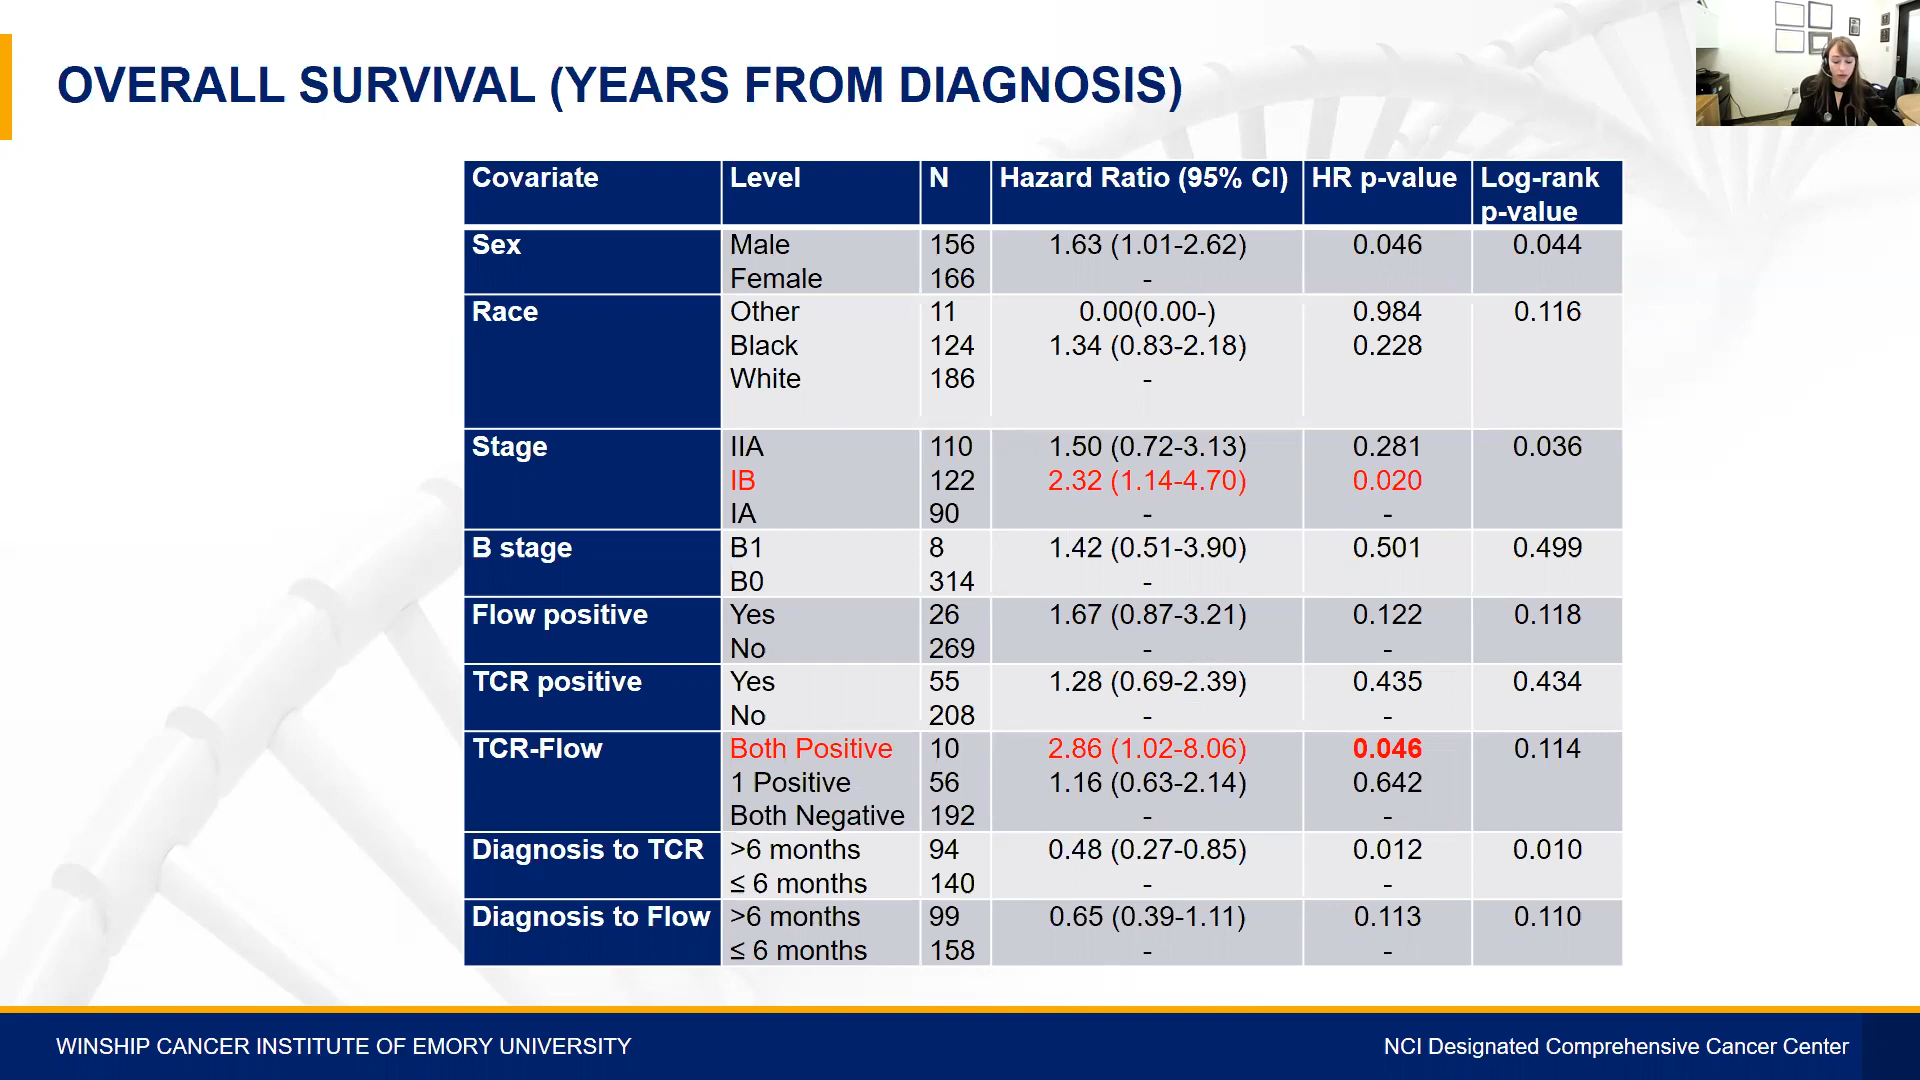 OVERALL SURVIVAL (YEARS FROM DIAGNOSIS)
Covariate Level N Hazard Ratio (95% CI) HR p-value Log-rank p-value
Sex Male 156 1.63 (1.01-2.62) 0.046 0.044
Female 166 -
Race Other 11 0.00(0.00-) 0.984 0.116
Black 124 1.34 (0.83-2.18) 0.228
White 186 -
Stage IIA 110 1.50 (0.72-3.13) 0.281 0.036
IB 122 2.32 (1.14-4.70) 0.020
IA 90 - -
B stage B1 8 1.42 (0.51-3.90) 0.501 0.499
B0 314 -
Flow positive Yes 26 1.67 (0.87-3.21) 0.122 0.118
No 269 - -
TCR positive Yes 55 1.28 (0.69-2.39) 0.435 0.434
No 208 - -
TCR-Flow Both Positive 10 2.86 (1.02-8.06) 0.046 0.114
1 Positive 56 1.16 (0.63-2.14) 0.642
Both Negative 192 - -
Diagnosis to TCR >6 months 94 0.48 (0.27-0.85) 0.012 0.010
≤ 6 months 140 - -
Diagnosis to Flow >6 months 99 0.65 (0.39-1.11) 0.113 0.110
≤ 6 months 158 - -
WINSHIP CANCER INSTITUTE OF EMORY UNIVERSITY
NCI Designated Comprehensive Cancer Center